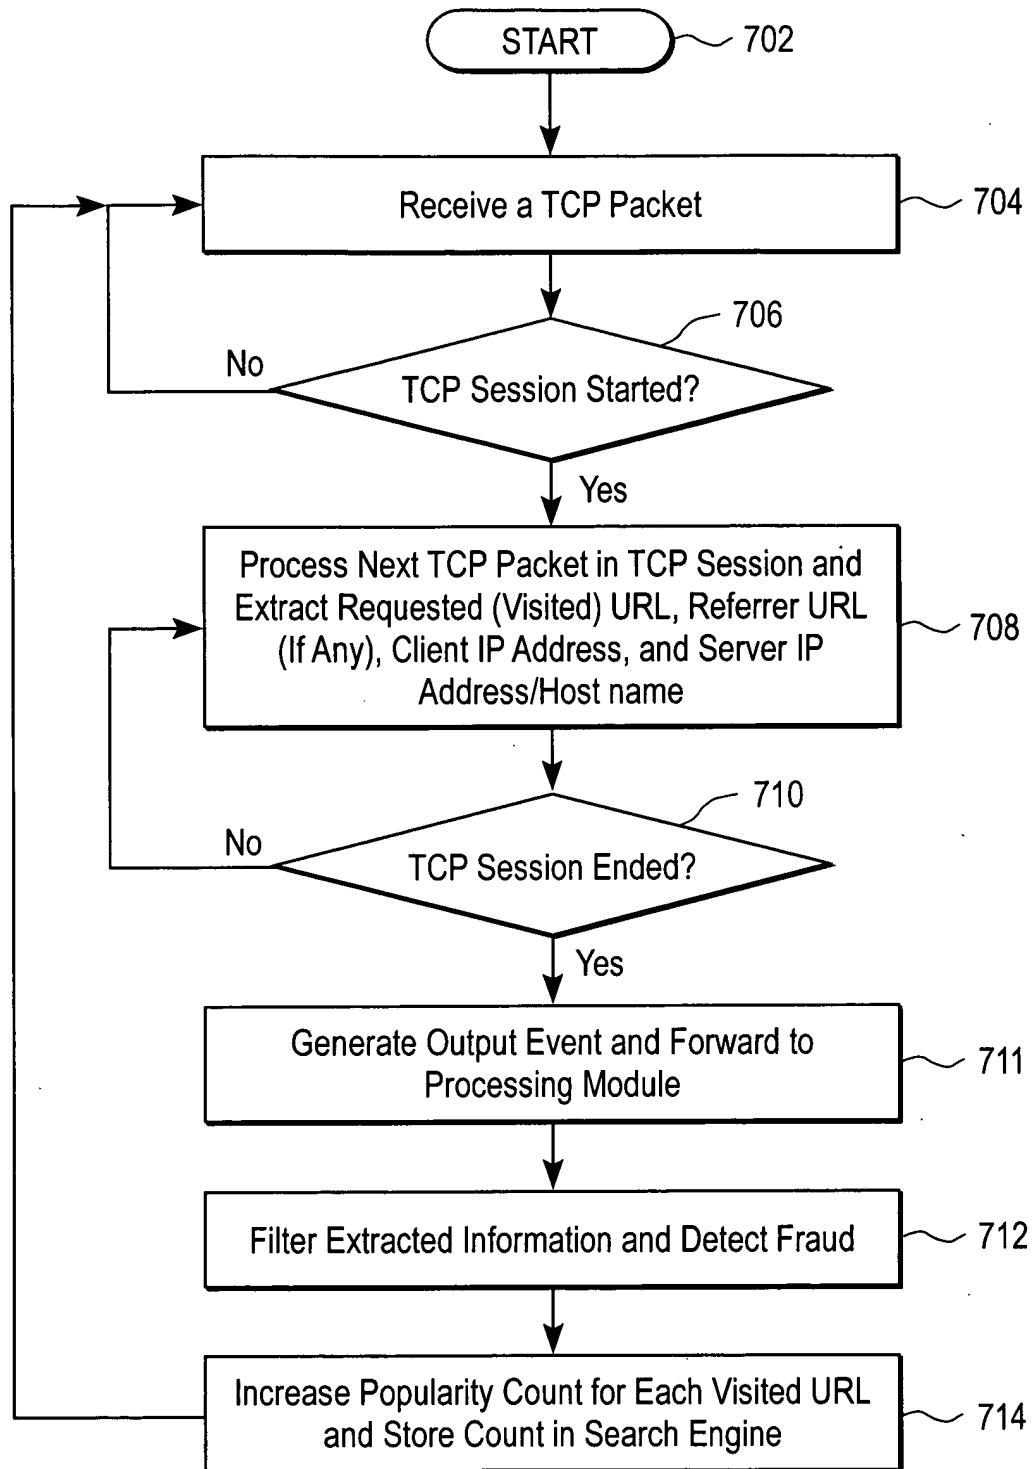 START
702
Receive a TCP Packet
704
706
No
TCP Session Started?
Yes
Process Next TCP Packet in TCP Session and
Extract Requested (Visited) URL, Referrer URL
(If Any), Client IP Address, and Server IP
Address/Host name
708
710
No
TCP Session Ended?
Yes
Generate Output Event and Forward to
Processing Module
711
Filter Extracted Information and Detect Fraud
712
Increase Popularity Count for Each Visited URL
and Store Count in Search Engine
714